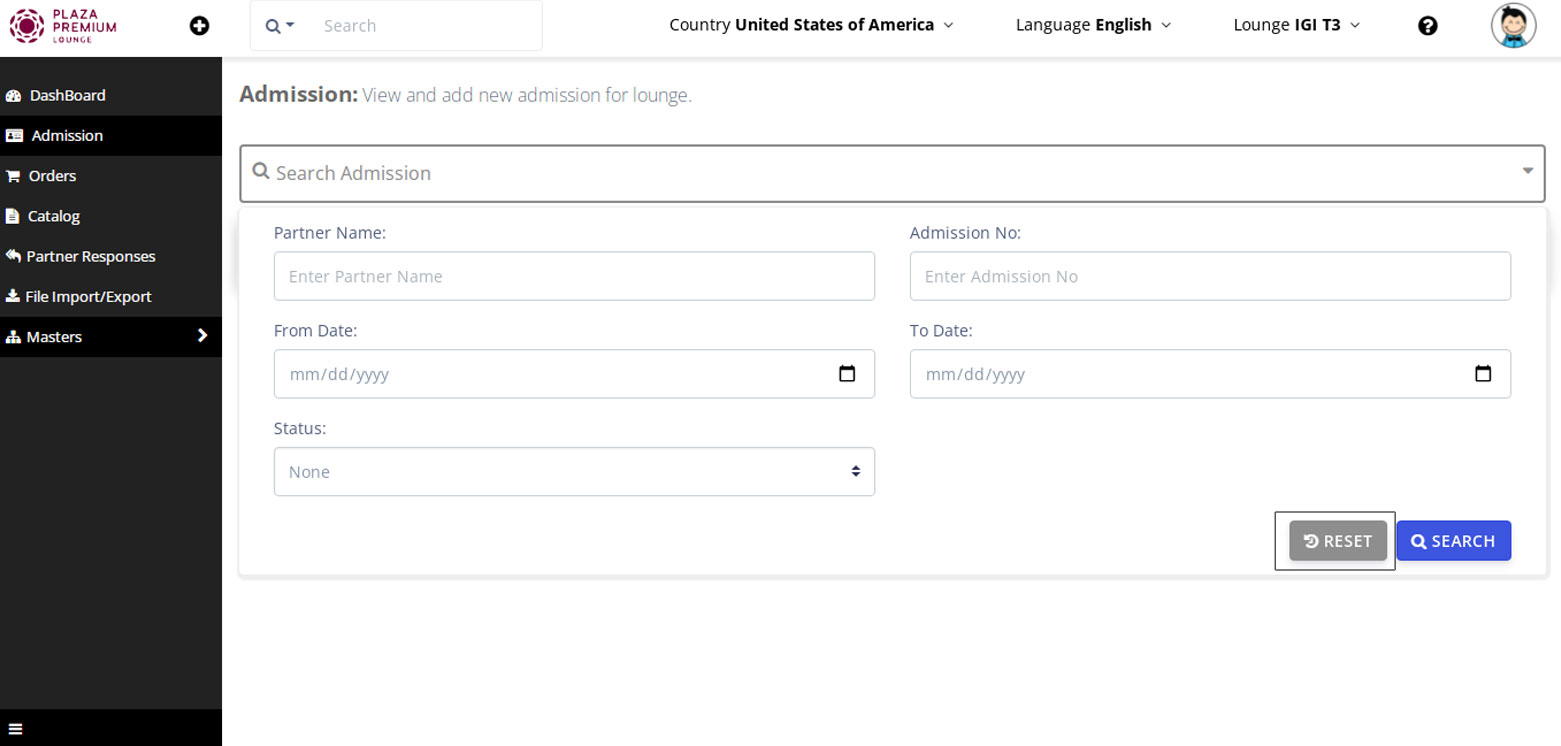 PLAZA
PREMIUM
LOUNGE
Search
Country United States of America
Language English
Lounge IGI T3
DashBoard
Admission
Orders
Catalog
Partner Responses
File Import/Export
Masters
Admission: View and add new admission for lounge.
Search Admission
Partner Name:
Admission No:
Enter Partner Name
Enter Admission No
From Date:
To Date:
mm/dd/yyyy
mm/dd/yyyy
Status:
None
RESET
SEARCH